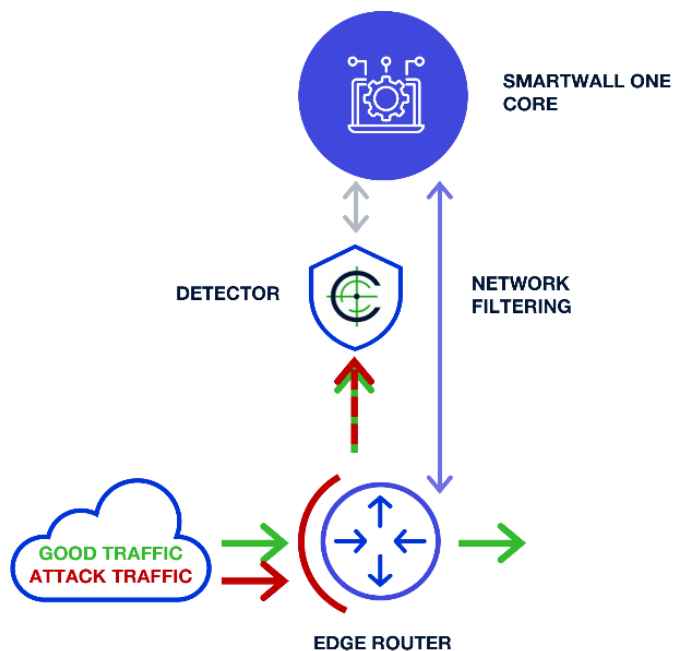 SMARTWALL ONE
CORE
DETECTOR
NETWORK
FILTERING
GOOD TRAFFIC
ATTACK TRAFFIC
EDGE ROUTER